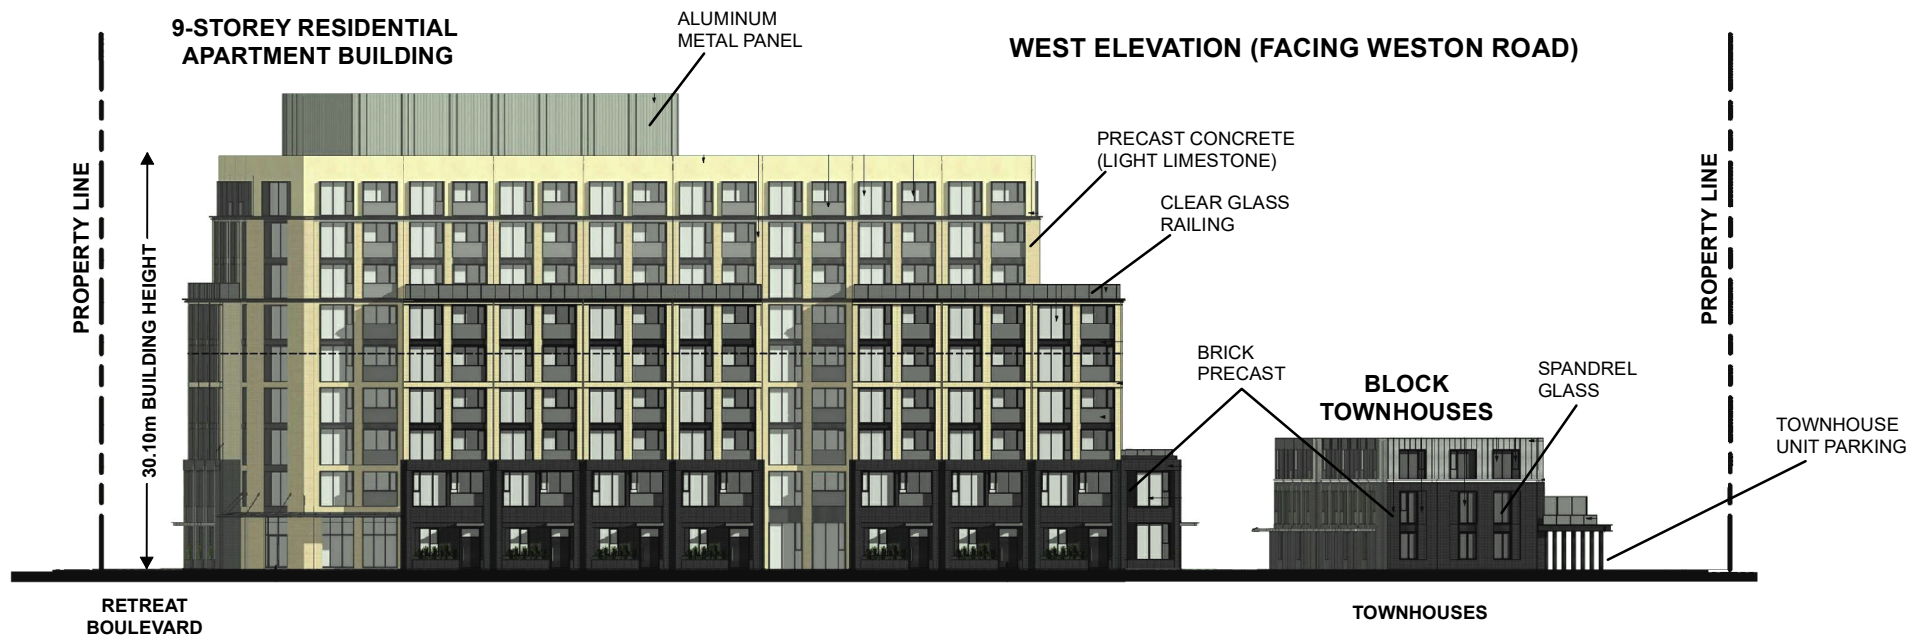 9-STOREY RESIDENTIAL
APARTMENT BUILDING
ALUMINUM
METAL PANEL
WEST ELEVATION (FACING WESTON ROAD)
PRECAST CONCRETE
(LIGHT LIMESTONE)
CLEAR GLASS
RAILING
PROPERTY LINE
30.10m BUILDING HEIGHT
PROPERTY LINE
BRICK
PRECAST
BLOCK
TOWNHOUSES
SPANDREL
GLASS
TOWNHOUSE
UNIT PARKING
RETREAT
BOULEVARD
TOWNHOUSES